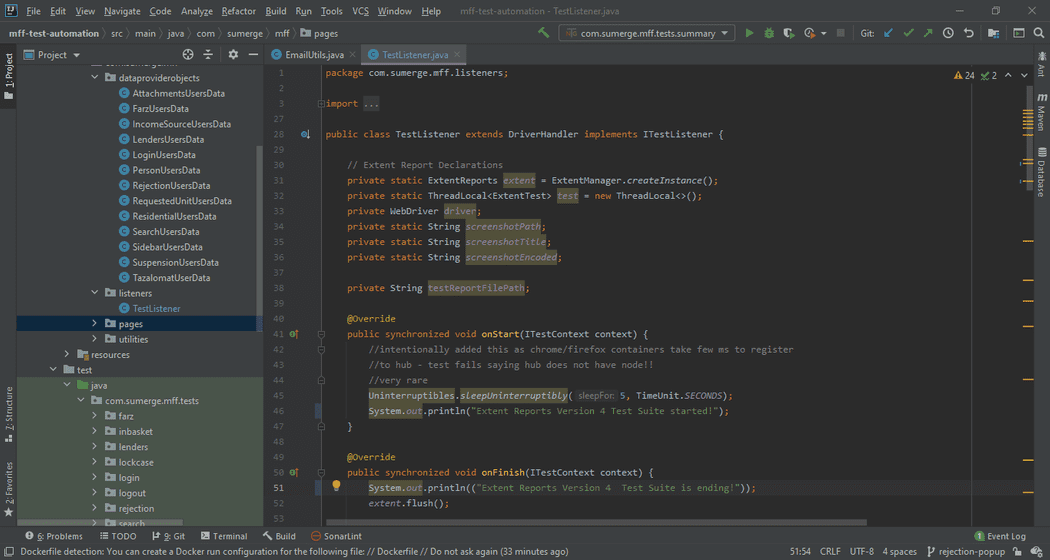 File Edit View Navigate Code Analyze Refactor Build Run Tools VCS Window Help mff-test-automation - TestListener.java
mff-test-automation src main java com sumerge mff pages com.sumerge.mff.tests.summary Git:
Project EmailUtils.java TestListener.java
1: Project
Z: Structure
2: Favorites
dataproviderobjects
AttachmentsUsersData
FarzUsersData
IncomeSourceUsersData
LendersUsersData
LoginUsersData
PersonUsersData
RejectionUsersData
RequestedUnitUsersData
ResidentialUsersData
SearchUsersData
SidebarUsersData
SuspensionUsersData
TazalomatUserData
listeners
TestListener
pages
utilities
resources
test
java
com.sumerge.mff.tests
farz
inbasket
lenders
lockcase
login
logout
rejection
search
24 2
1 package com.sumerge.mff.listeners;
2
3 import ...
27
28 public class TestListener extends DriverHandler implements ITestListener {
29
30 // Extent Report Declarations
31 private static ExtentReports extent = ExtentManager.createInstance();
32 private static ThreadLocal<ExtentTest> test = new ThreadLocal<>();
33 private WebDriver driver;
34 private static String screenshotPath;
35 private static String screenshotTitle;
36 private static String screenshotEncoded;
37
38 private String testReportFilePath;
39
40 @Override
41 public synchronized void onStart(ITestContext context) {
42 //intentionally added this as chrome/firefox containers take few ms to register
43 //to hub - test fails saying hub does not have node!!
44 //very rare
45 Uninterruptibles.sleepUninterruptibly( sleepFor: 5, TimeUnit.SECONDS);
46 System.out.println("Extent Reports Version 4 Test Suite started!");
47 }
48
49 @Override
50 public synchronized void onFinish(ITestContext context) {
51 System.out.println(("Extent Reports Version 4  Test Suite is ending!"));
52 extent.flush();
53
Ant
m Maven
Database
6: Problems TODO 9: Git Terminal Build SonarLint 1 Event Log
Dockerfile detection: You can create a Docker run configuration for the following file: // Dockerfile // Do not ask again (33 minutes ago) 51:54 CRLF UTF-8 4 spaces rejection-popup